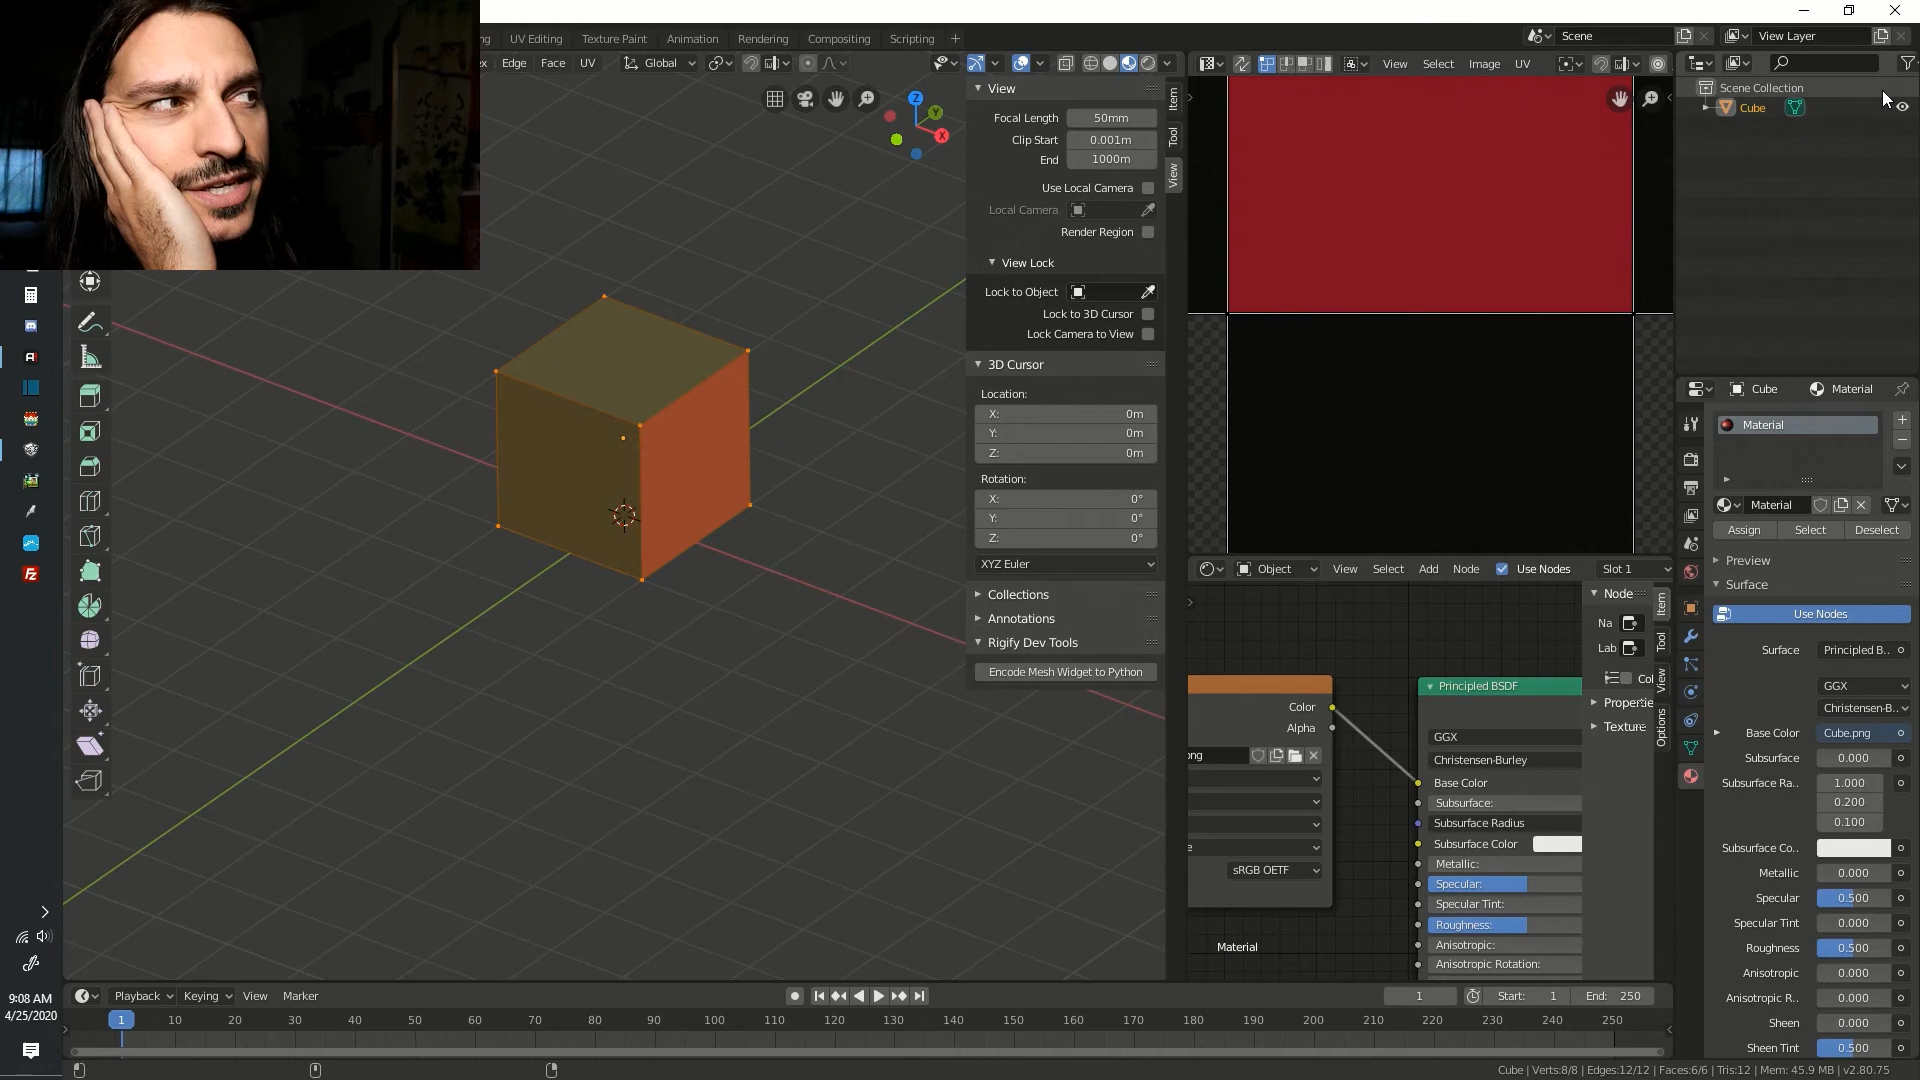 ng UV Editing Texture Paint Animation Rendering Compositing Scripting +
Scene
View Layer
ex Edge Face UV
Global
View Select Image UV
View
Focal Length 50mm
Clip Start 0.001m
End 1000m
Use Local Camera
Local Camera
Render Region
View Lock
Lock to Object
Lock to 3D Cursor
Lock Camera to View
3D Cursor
Location:
X: 0m
Y: 0m
Z: 0m
Rotation:
X: 0°
Y: 0°
Z: 0°
XYZ Euler
Collections
Annotations
Rigify Dev Tools
Encode Mesh Widget to Python
Item
Tool
View
Z
Y
X
Scene Collection
Cube
Object View Select Add Node Use Nodes Slot 1
Color
Alpha
ng
e
sRGB OETF
Material
Principled BSDF
GGX
Christensen-Burley
Base Color
Subsurface:
Subsurface Radius
Subsurface Color
Metallic:
Specular:
Specular Tint:
Roughness:
Anisotropic:
Anisotropic Rotation:
Node
Na
Lab
Col
Propertie
Texture
Item
Tool
View
Options
Cube Material
Material
Material
Assign Select Deselect
Preview
Surface
Use Nodes
Surface Principled B..
GGX
Christensen-B..
Base Color Cube.png
Subsurface 0.000
Subsurface Ra.. 1.000
0.200
0.100
Subsurface Co..
Metallic 0.000
Specular 0.500
Specular Tint 0.000
Roughness 0.500
Anisotropic 0.000
Anisotropic R.. 0.000
Sheen 0.000
Sheen Tint 0.500
9:08 AM
4/25/2020
Playback Keying View Marker
1
Start: 1 End: 250
1 10 20 30 40 50 60 70 80 90 100 110 120 130 140 150 160 170 180 190 200 210 220 230 240 250
Cube | Verts:8/8 | Edges:12/12 | Faces:6/6 | Tris:12 | Mem: 45.9 MB | v2.80.75